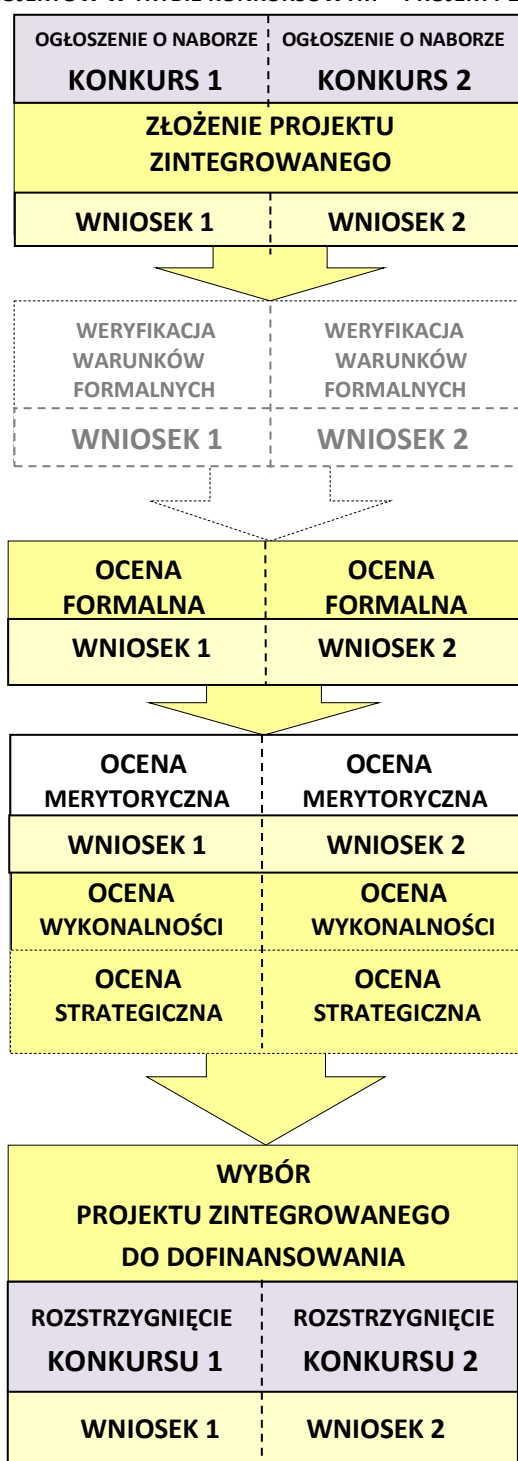 OGŁOSZENIE O NABORZE OGŁOSZENIE O NABORZE
KONKURS 1 KONKURS 2
ZŁOŻENIE PROJEKTU
ZINTEGROWANEGO
WNIOSEK 1 WNIOSEK 2
WERYFIKACJA WERYFIKACJA
WARUNKÓW WARUNKÓW
FORMALNYCH FORMALNYCH
WNIOSEK 1 WNIOSEK 2
OCENA OCENA
FORMALNA FORMALNA
WNIOSEK 1 WNIOSEK 2
OCENA OCENA
MERYTORYCZNA MERYTORYCZNA
WNIOSEK 1 WNIOSEK 2
OCENA OCENA
WYKONALNOŚCI WYKONALNOŚCI
OCENA OCENA
STRATEGICZNA STRATEGICZNA
WYBÓR
PROJEKTU ZINTEGROWANEGO
DO DOFINANSOWANIA
ROZSTRZYGNIĘCIE ROZSTRZYGNIĘCIE
KONKURSU 1 KONKURSU 2
WNIOSEK 1 WNIOSEK 2